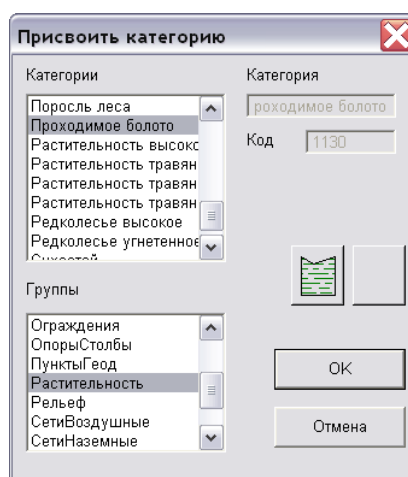 Присвоить категорию
Категории
Поросль леса
Проходимое болото
Растительность высок
Растительность травян
Растительность травян
Растительность травян
Редколесье высокое
Редколесье угнетенное
Категория
роходимое болото
Код
1130
Группы
Ограждения
ОпорыСтолбы
ПунктыГеод
Растительность
Рельеф
СетиВоздушные
СетиНаземные
OK
Отмена